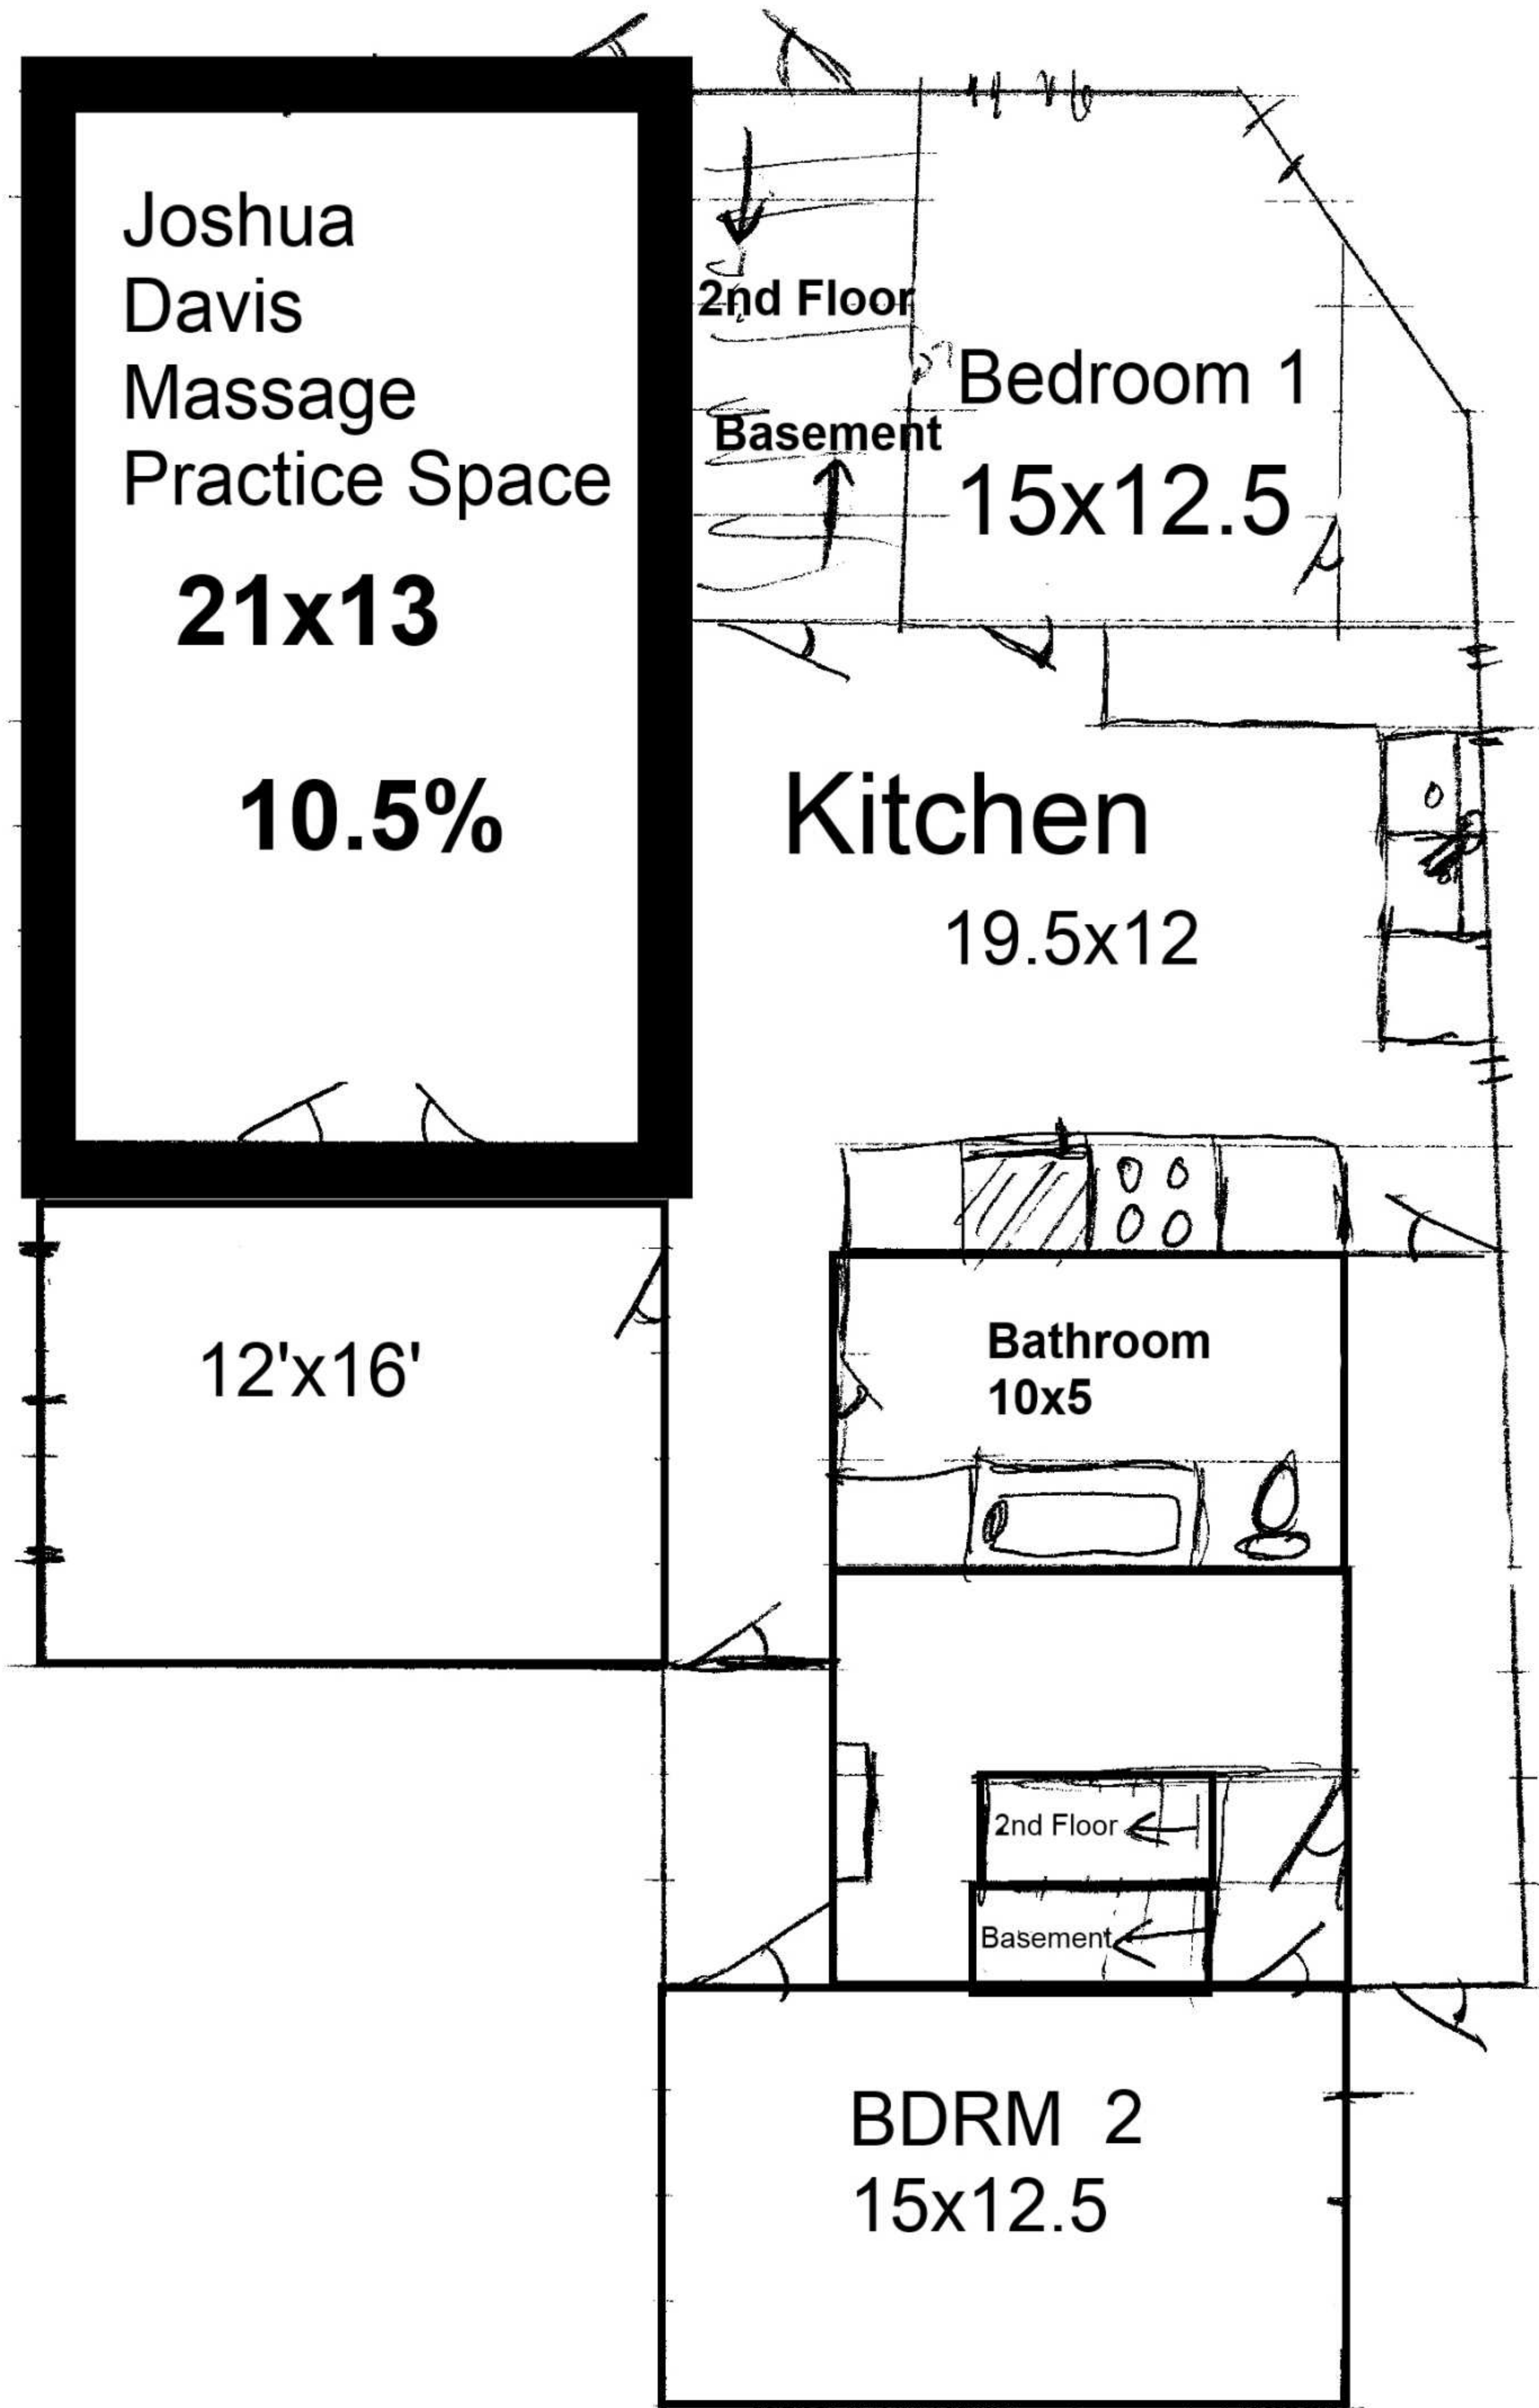 Joshua
Davis
Massage
Practice Space
21x13
10.5%
2nd Floor
Basement
Bedroom 1
15x12.5
Kitchen
19.5x12
12'x16'
Bathroom
10x5
2nd Floor
Basement
BDRM 2
15x12.5